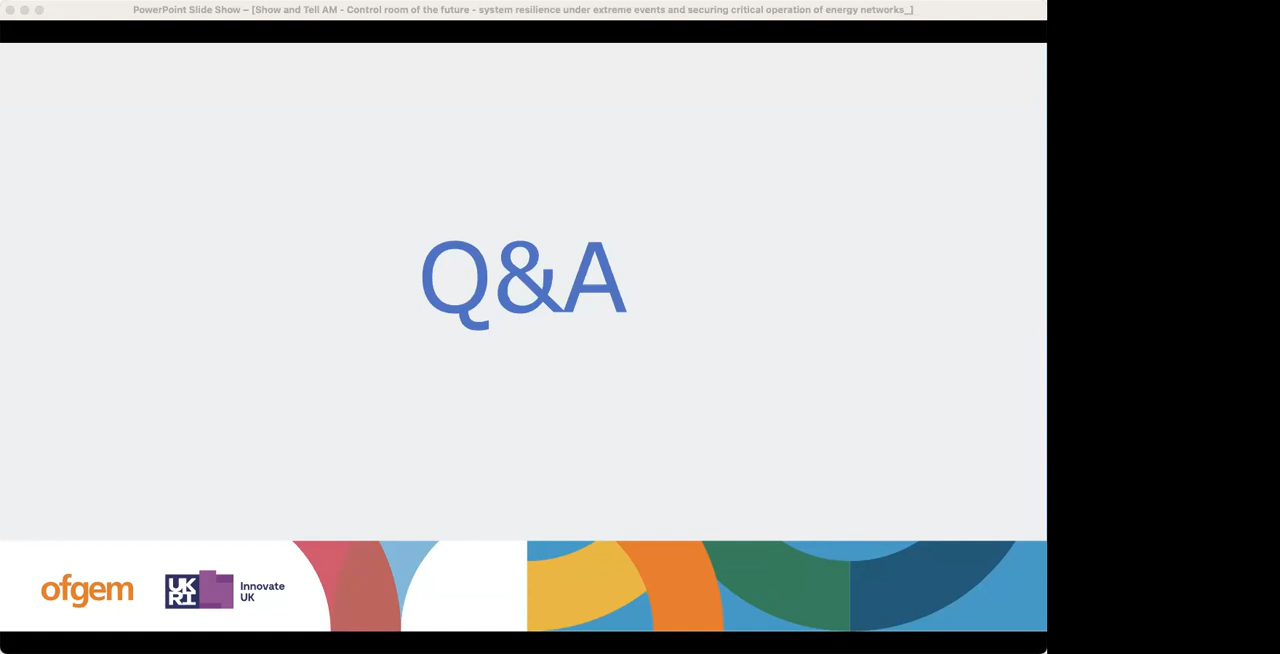 PowerPoint Slide Show – [Show and Tell AM - Control room of the future - system resilience under extreme events and securing critical operation of energy networks_]
Q&A
ofgem
UK
RI
Innovate
UK